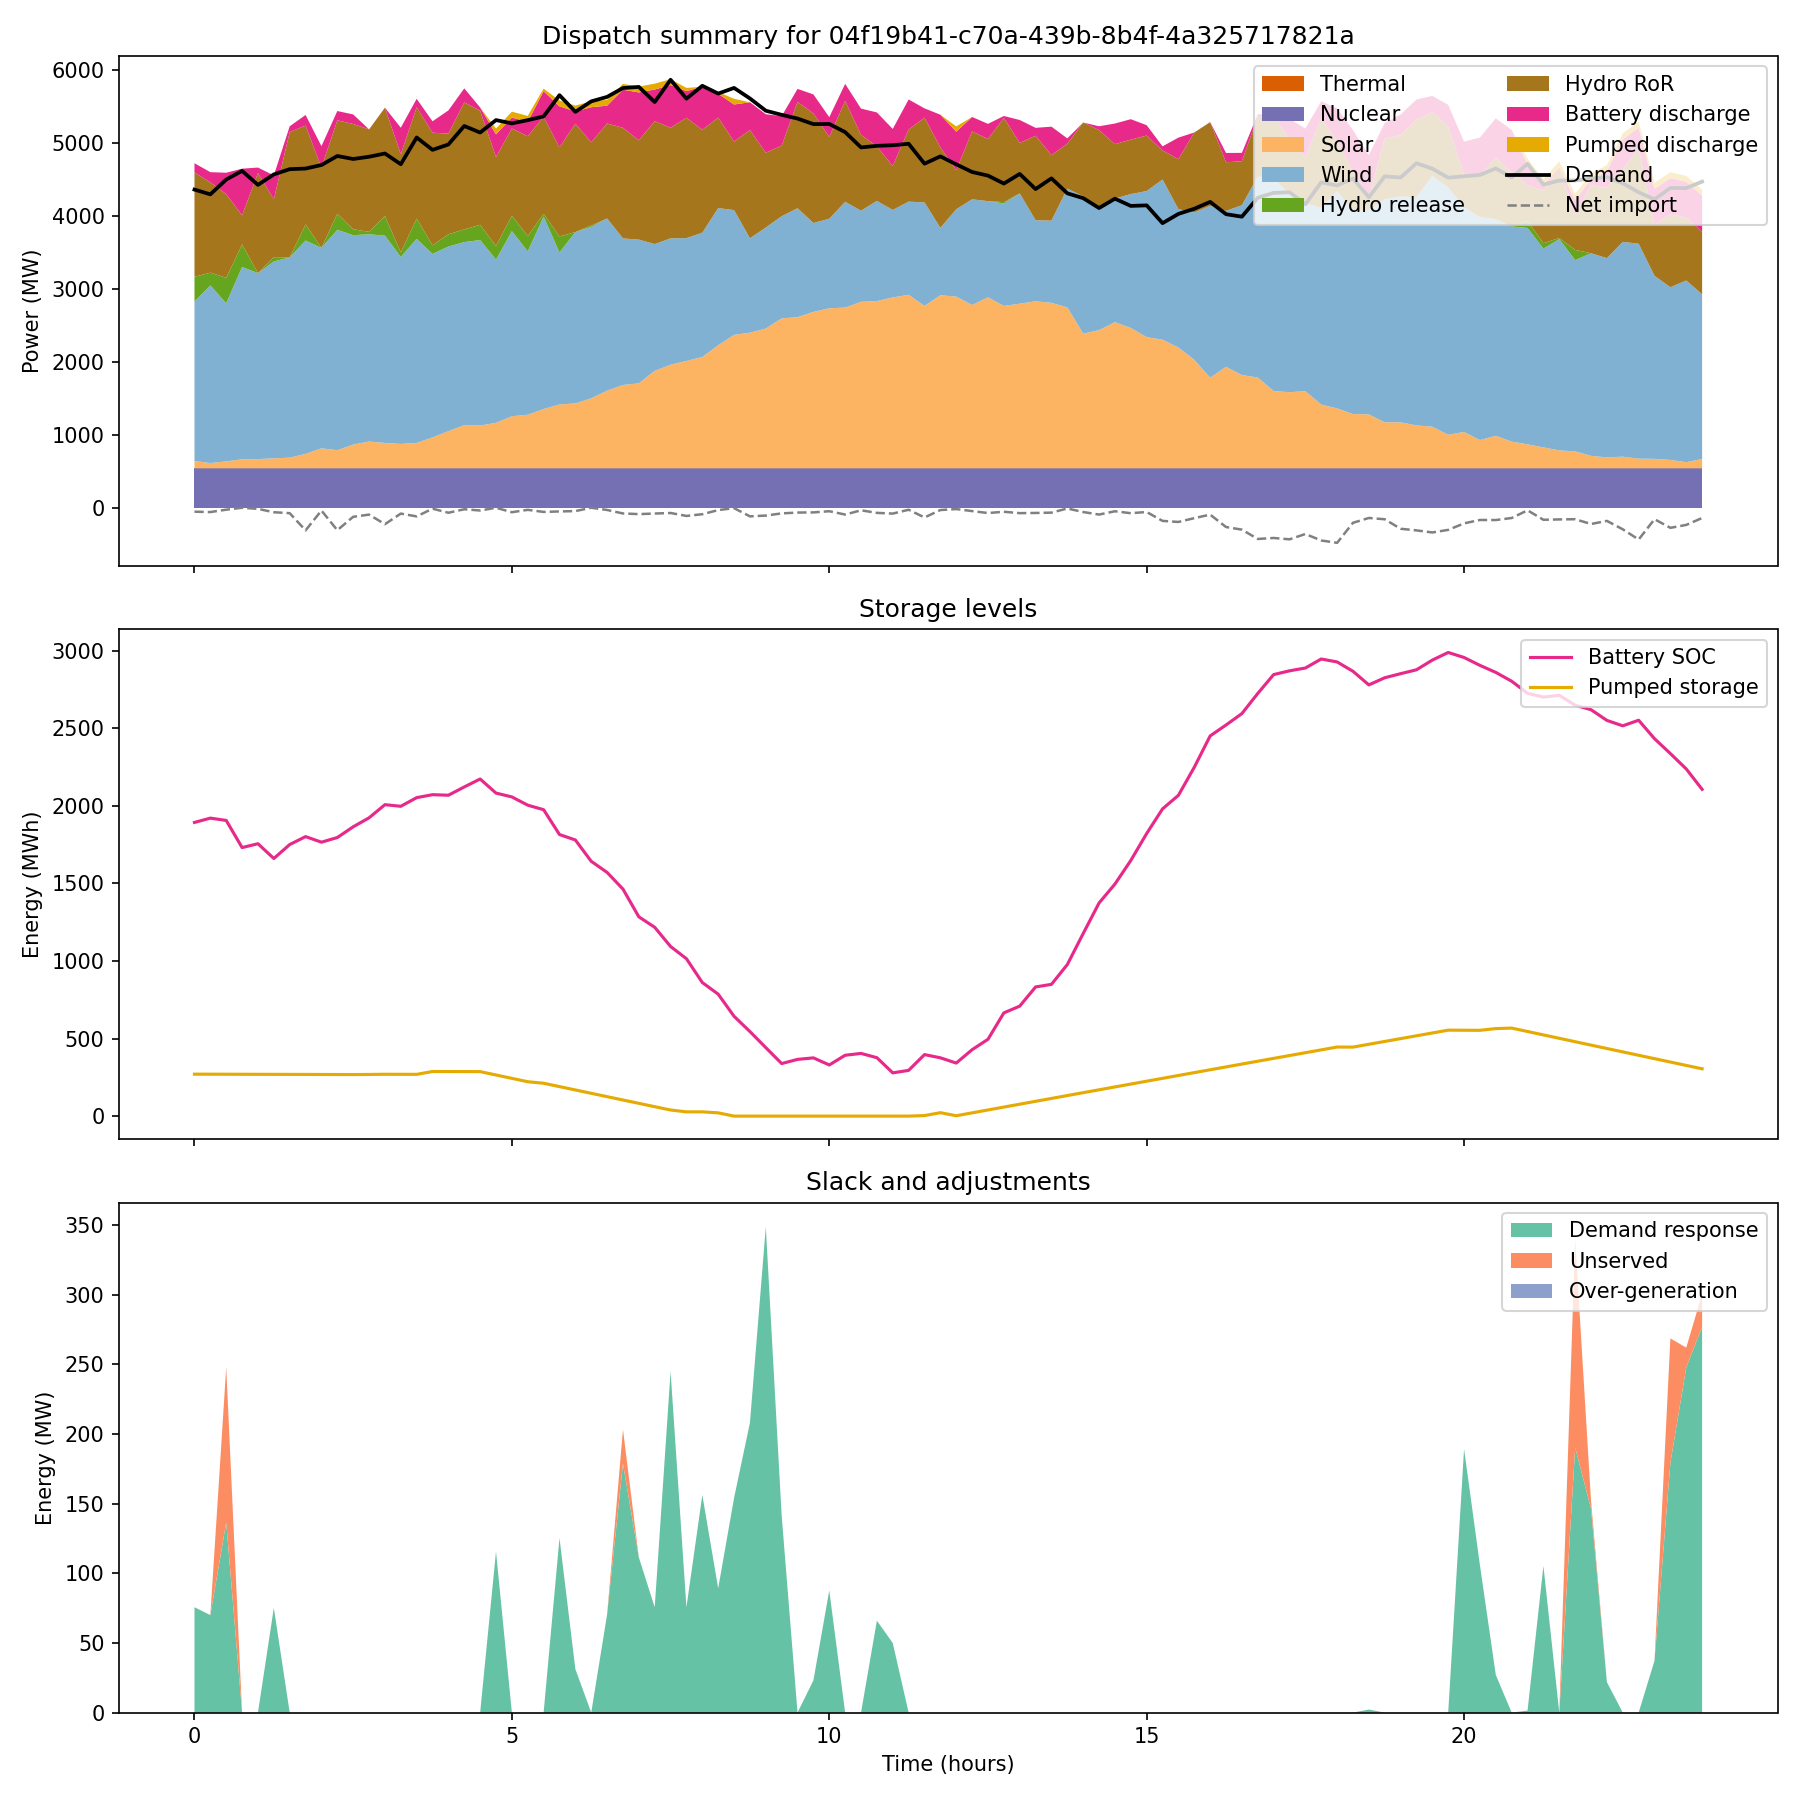 Dispatch summary for 04f19b41-c70a-439b-8b4f-4a325717821a
6000
5000
4000
3000
2000
1000
0
Power (MW)
Thermal
Nuclear
Solar
Wind
Hydro release
Hydro RoR
Battery discharge
Pumped discharge
Demand
Net import
Storage levels
3000
2500
2000
1500
1000
500
0
Energy (MWh)
Battery SOC
Pumped storage
Slack and adjustments
350
300
250
200
150
100
50
0
Energy (MW)
Demand response
Unserved
Over-generation
0 5 10 15 20
Time (hours)